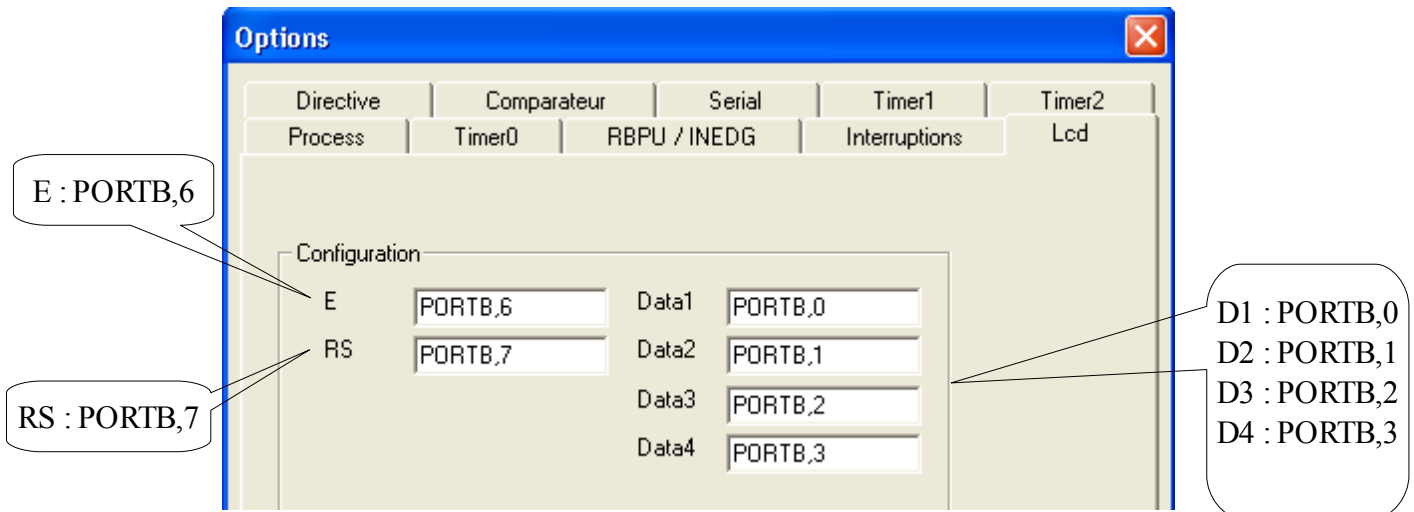 Options
Directive Comparateur Serial Timer1 Timer2
Process Timer0 RBPU / INEDG Interruptions Lcd
E : PORTB,6
Configuration
E PORTB,6 Data1 PORTB,0
RS PORTB,7 Data2 PORTB,1
Data3 PORTB,2
Data4 PORTB,3
RS : PORTB,7
D1 : PORTB,0
D2 : PORTB,1
D3 : PORTB,2
D4 : PORTB,3